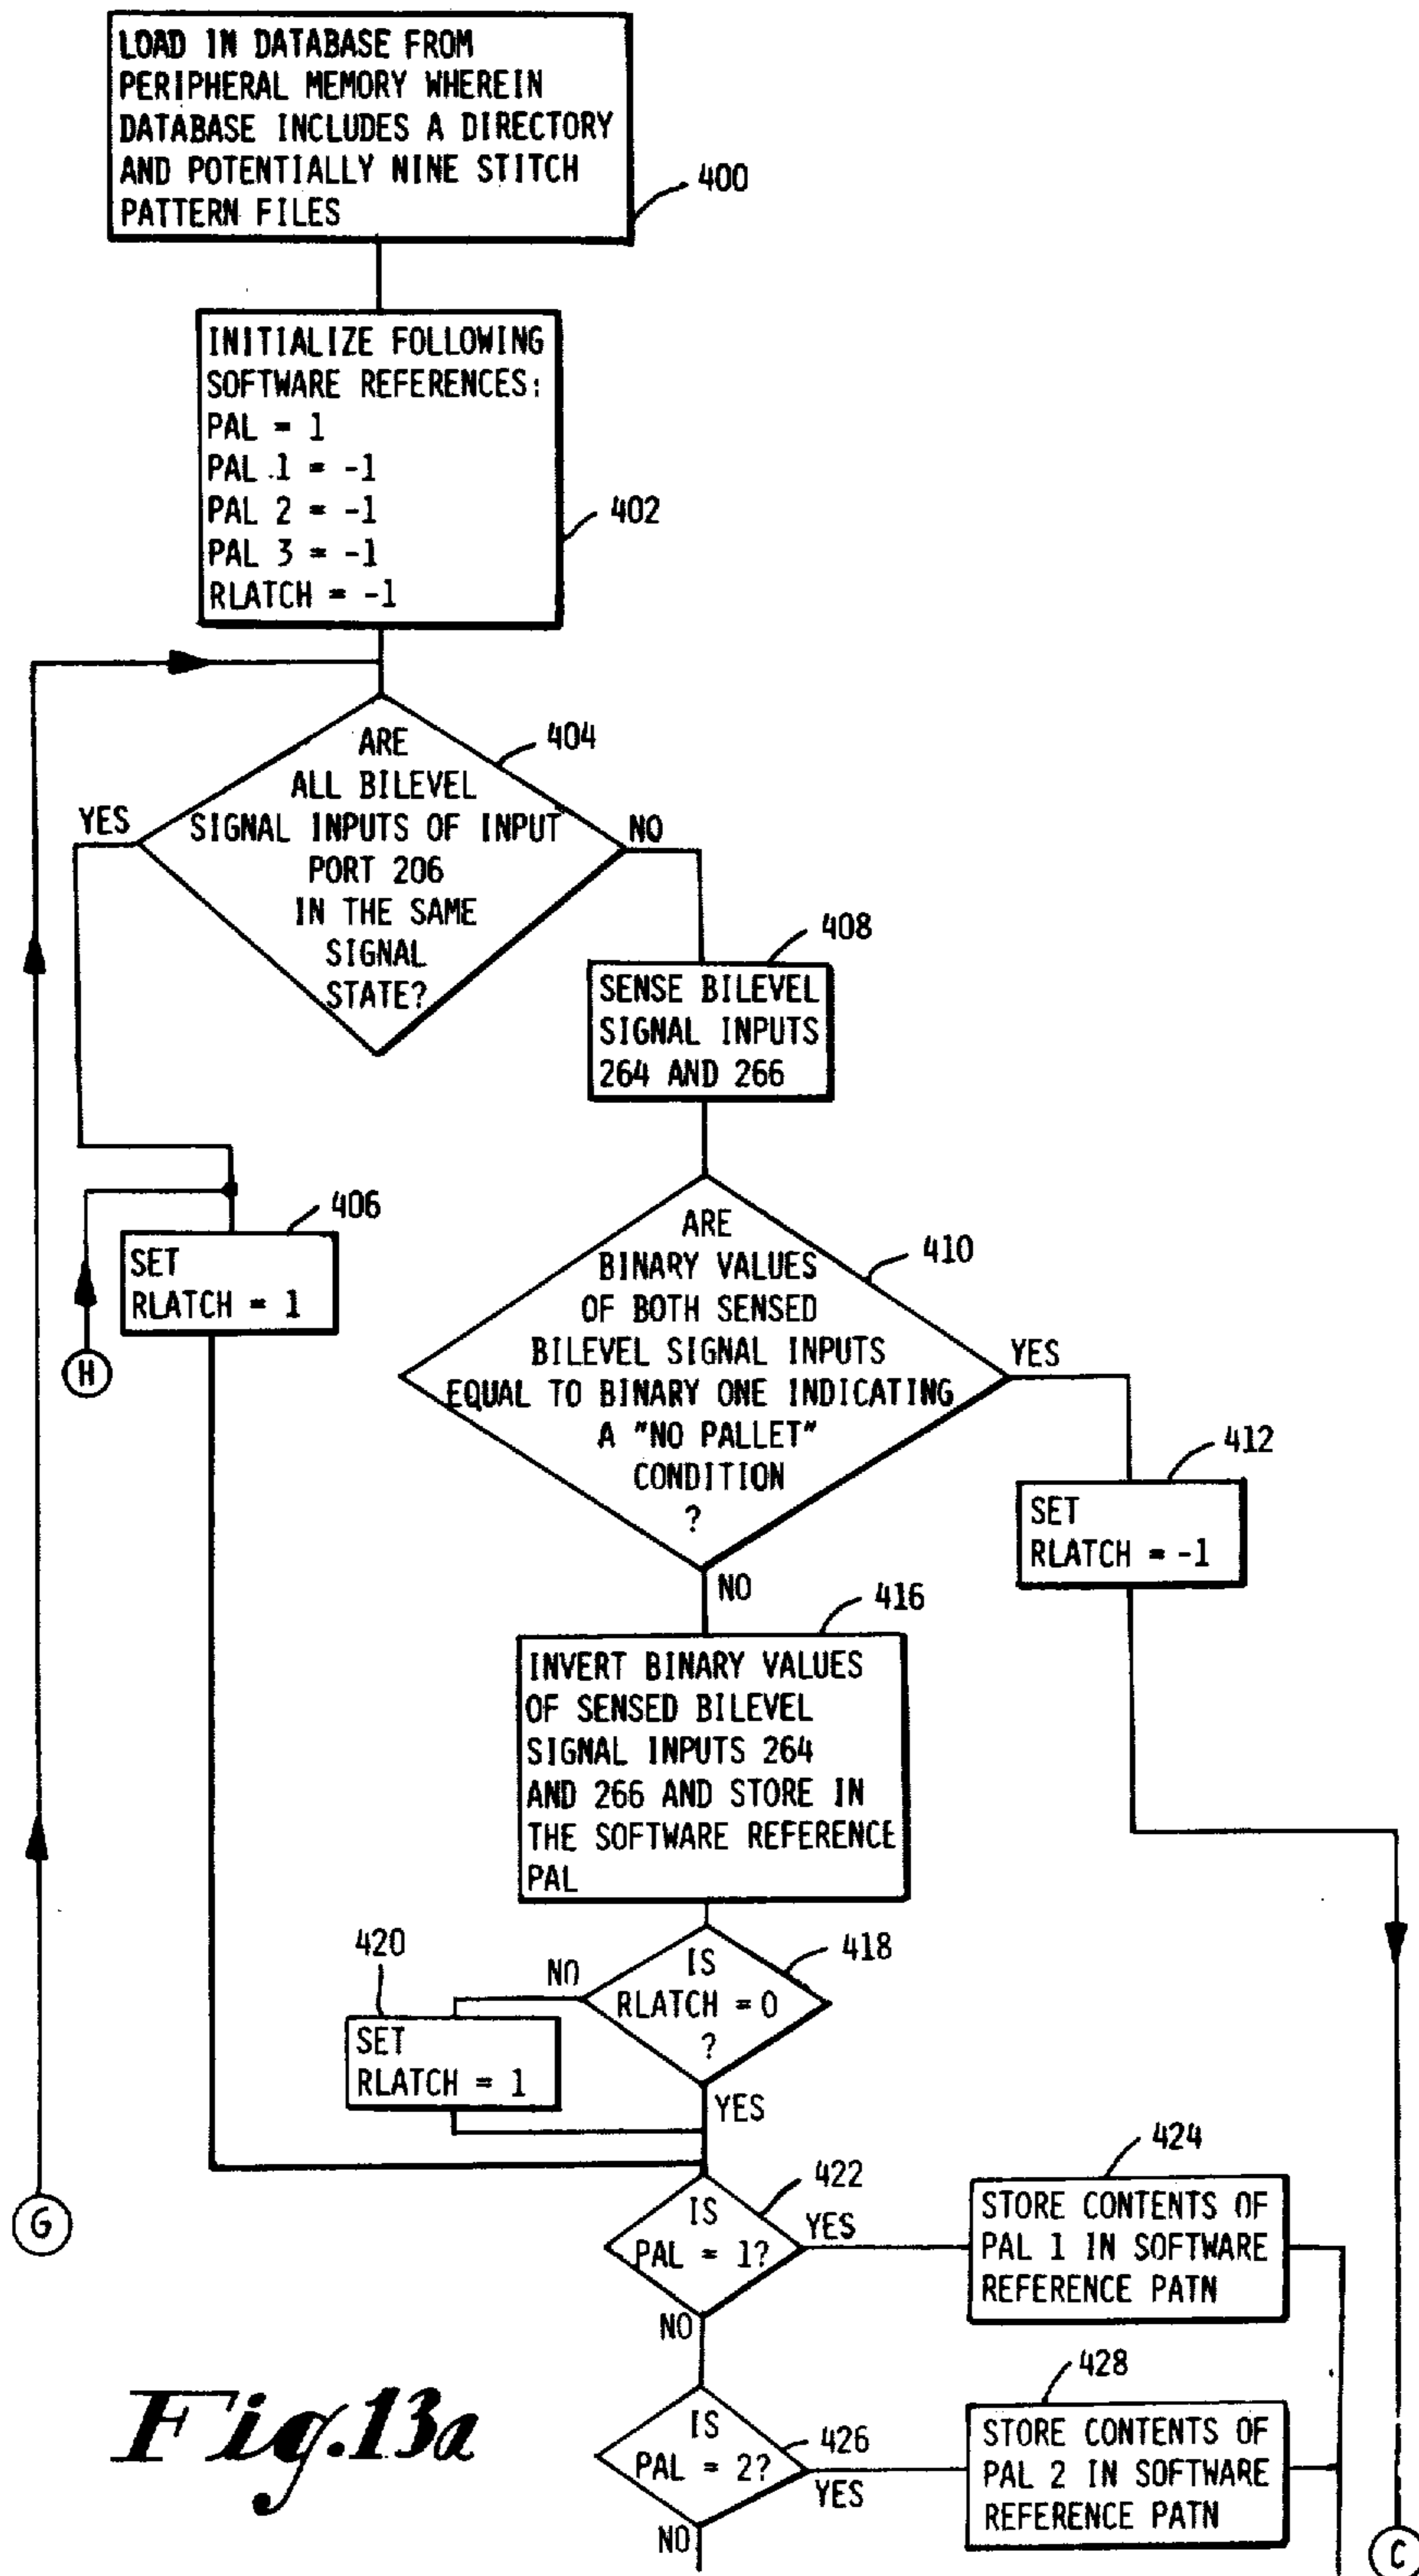 LOAD IN DATABASE FROM
PERIPHERAL MEMORY WHEREIN
DATABASE INCLUDES A DIRECTORY
AND POTENTIALLY NINE STITCH
PATTERN FILES
400
INITIALIZE FOLLOWING
SOFTWARE REFERENCES:
PAL = 1
PAL 1 = -1
PAL 2 = -1
PAL 3 = -1
RLATCH = -1
402
ARE
ALL BILEVEL
SIGNAL INPUTS OF INPUT
PORT 206
IN THE SAME
SIGNAL
STATE?
404
YES
NO
408
SENSE BILEVEL
SIGNAL INPUTS
264 AND 266
406
SET
RLATCH = 1
H
ARE
BINARY VALUES
OF BOTH SENSED
BILEVEL SIGNAL INPUTS
EQUAL TO BINARY ONE INDICATING
A "NO PALLET"
CONDITION
?
410
YES
NO
412
SET
RLATCH = -1
416
INVERT BINARY VALUES
OF SENSED BILEVEL
SIGNAL INPUTS 264
AND 266 AND STORE IN
THE SOFTWARE REFERENCE
PAL
IS
RLATCH = 0
?
418
NO
YES
420
SET
RLATCH = 1
G
IS
PAL = 1?
422
YES
NO
424
STORE CONTENTS OF
PAL 1 IN SOFTWARE
REFERENCE PATN
IS
PAL = 2?
426
YES
NO
428
STORE CONTENTS OF
PAL 2 IN SOFTWARE
REFERENCE PATN
C
Fig.13a